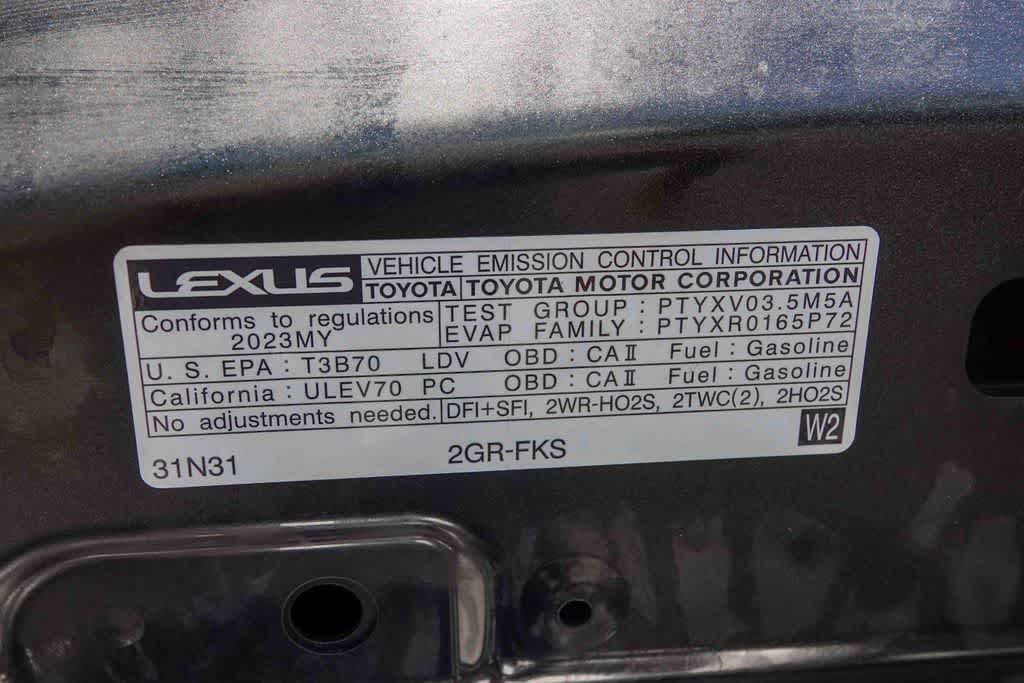 LEXUS
VEHICLE EMISSION CONTROL INFORMATION
TOYOTA TOYOTA MOTOR CORPORATION
Conforms to regulations
2023MY
TEST GROUP : PTYXV03.5M5A
EVAP FAMILY : PTYXR0165P72
U. S. EPA : T3B70 LDV OBD : CAⅡ Fuel : Gasoline
California : ULEV70 PC OBD : CAⅡ Fuel : Gasoline
No adjustments needed. DFI+SFI, 2WR-HO2S, 2TWC(2), 2HO2S
31N31 2GR-FKS W2